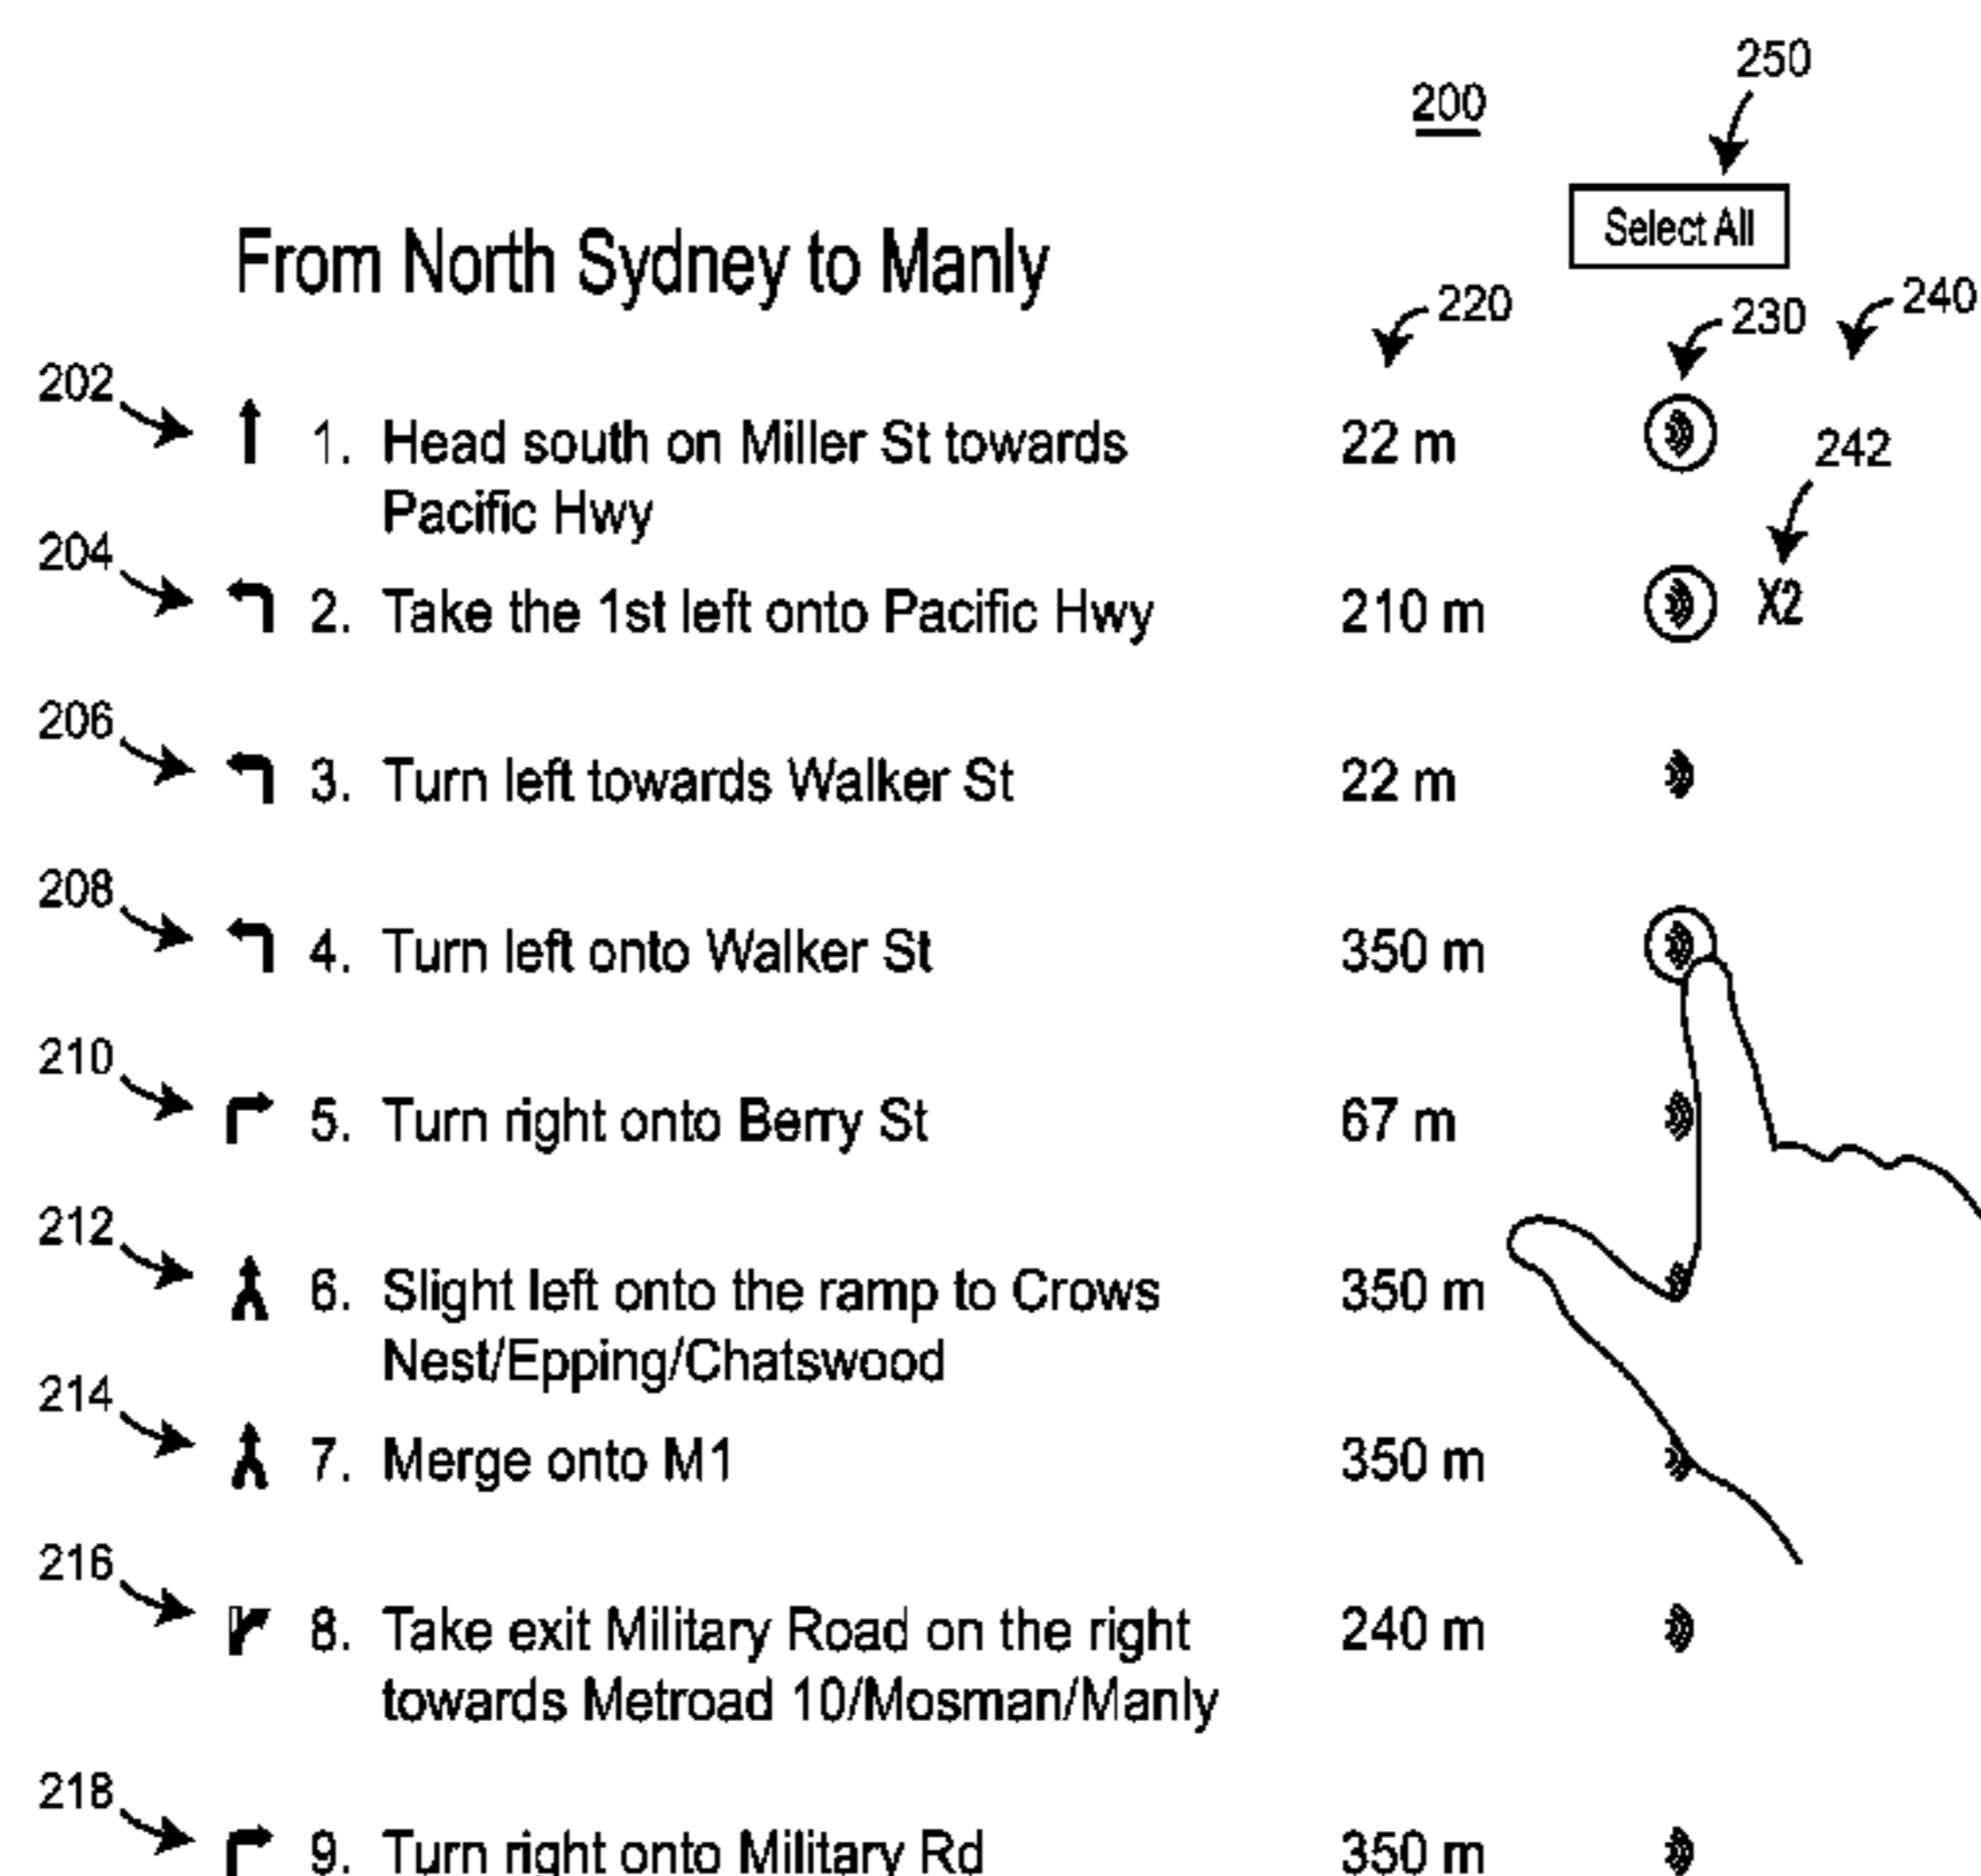 250
200
Select All
From North Sydney to Manly
220
230
240
202
1. Head south on Miller St towards
Pacific Hwy
22 m
242
204
2. Take the 1st left onto Pacific Hwy
210 m
X2
206
3. Turn left towards Walker St
22 m
208
4. Turn left onto Walker St
350 m
210
5. Turn right onto Berry St
67 m
212
6. Slight left onto the ramp to Crows
Nest/Epping/Chatswood
350 m
214
7. Merge onto M1
350 m
216
8. Take exit Military Road on the right
towards Metroad 10/Mosman/Manly
240 m
218
9. Turn right onto Military Rd
350 m